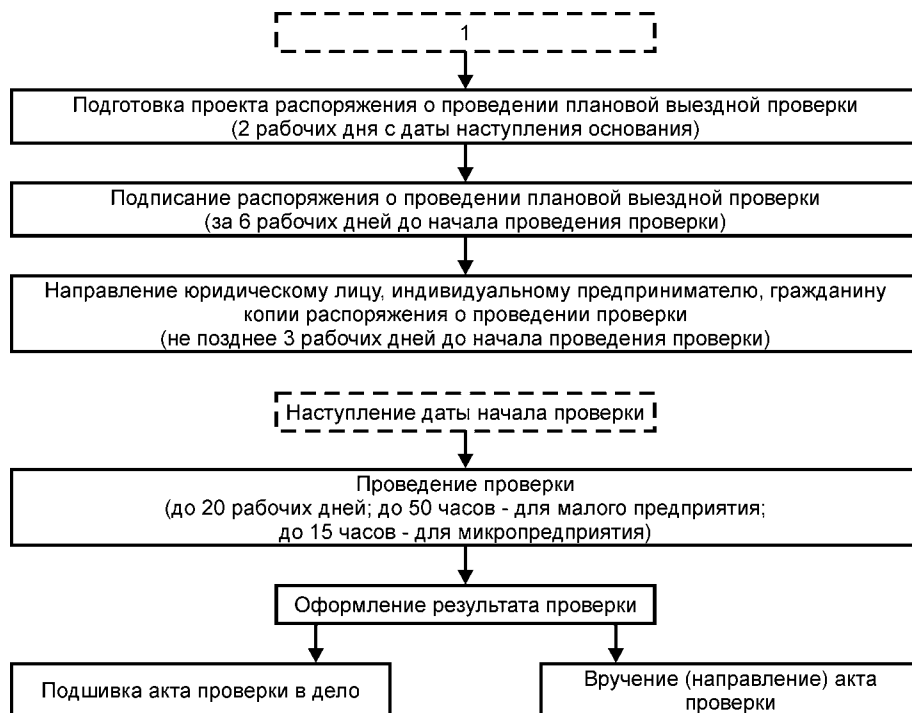 1
Подготовка проекта распоряжения о проведении плановой выездной проверки
(2 рабочих дня с даты наступления основания)
Подписание распоряжения о проведении плановой выездной проверки
(за 6 рабочих дней до начала проведения проверки)
Направление юридическому лицу, индивидуальному предпринимателю, гражданину
копии распоряжения о проведении проверки
(не позднее 3 рабочих дней до начала проведения проверки)
Наступление даты начала проверки
Проведение проверки
(до 20 рабочих дней; до 50 часов - для малого предприятия;
до 15 часов - для микропредприятия)
Оформление результата проверки
Подшивка акта проверки в дело
Вручение (направление) акта
проверки